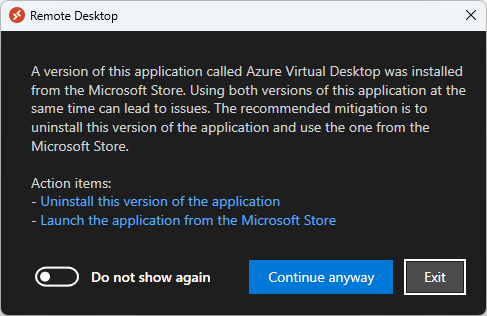 Remote Desktop
A version of this application called Azure Virtual Desktop was installed
from the Microsoft Store. Using both versions of this application at the
same time can lead to issues. The recommended mitigation is to
uninstall this version of the application and use the one from the
Microsoft Store.
Action items:
- Uninstall this version of the application
- Launch the application from the Microsoft Store
Do not show again
Continue anyway
Exit